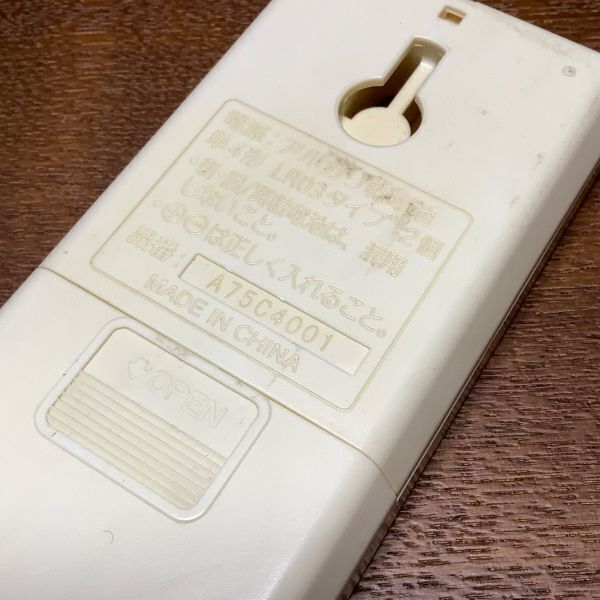 電源：アルカリ乾電池
単4形 LR03タイプ 2個
・新・旧/異種電池は、混用
しないこと。
・⊕⊖は正しく入れること。
品番： A75C4001
MADE IN CHINA
OPEN